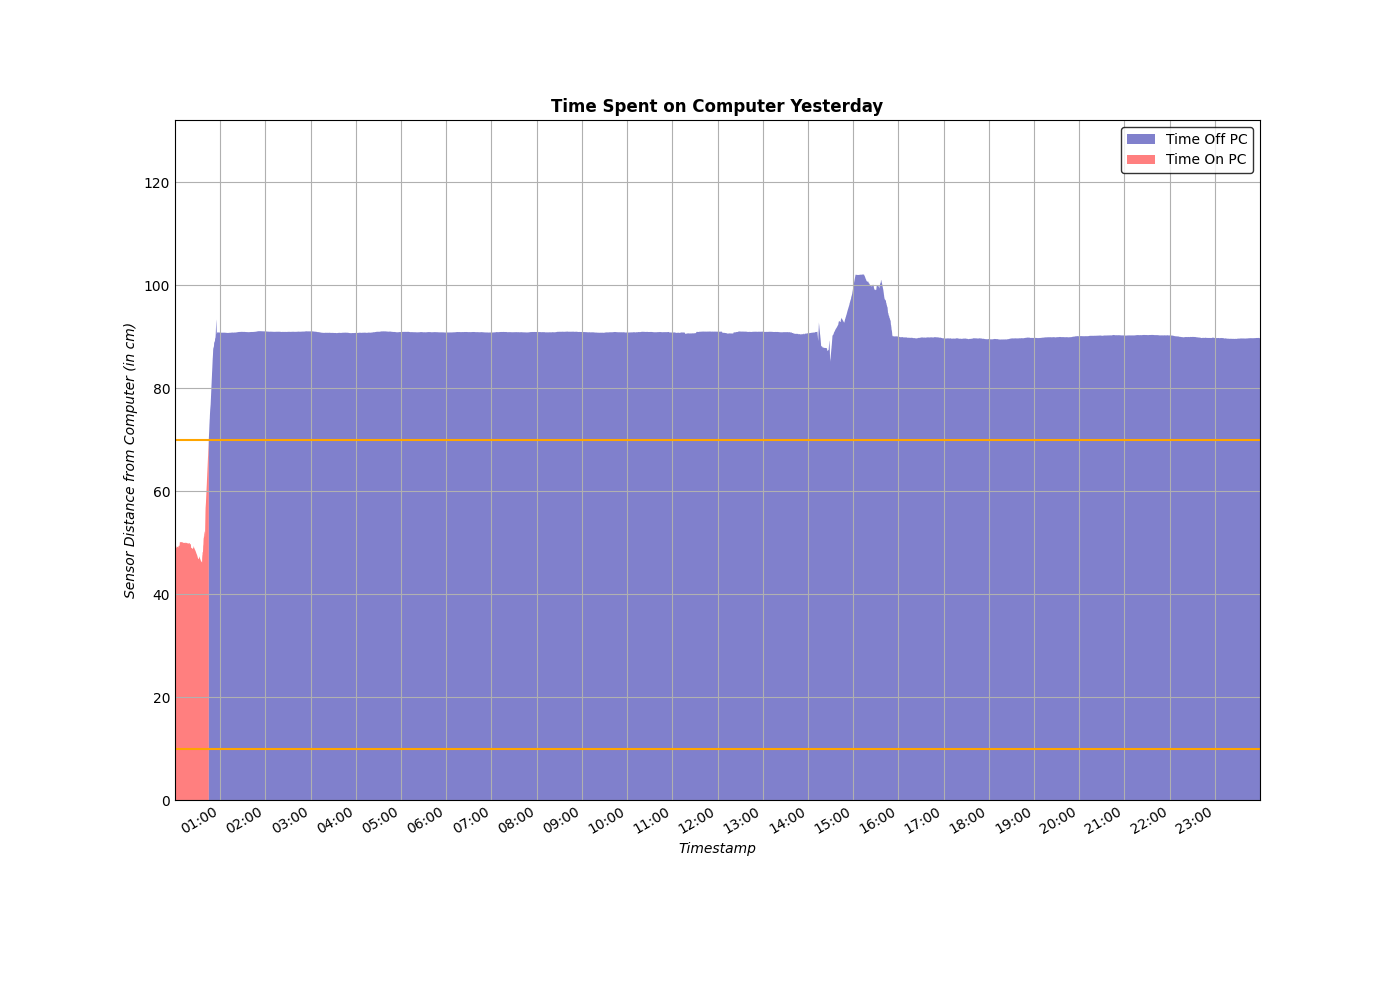 Time Spent on Computer Yesterday
Time Off PC
Time On PC
Sensor Distance from Computer (in cm)
120
100
80
60
40
20
0
01:00 02:00 03:00 04:00 05:00 06:00 07:00 08:00 09:00 10:00 11:00 12:00 13:00 14:00 15:00 16:00 17:00 18:00 19:00 20:00 21:00 22:00 23:00
Timestamp